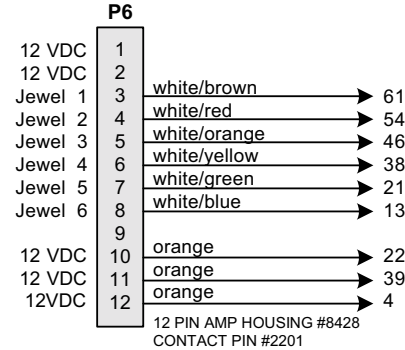 P6
12 VDC 1
12 VDC 2
Jewel 1 3 white/brown 61
Jewel 2 4 white/red 54
Jewel 3 5 white/orange 46
Jewel 4 6 white/yellow 38
Jewel 5 7 white/green 21
Jewel 6 8 white/blue 13
9
12 VDC 10 orange 22
12 VDC 11 orange 39
12VDC 12 orange 4
12 PIN AMP HOUSING #8428
CONTACT PIN #2201